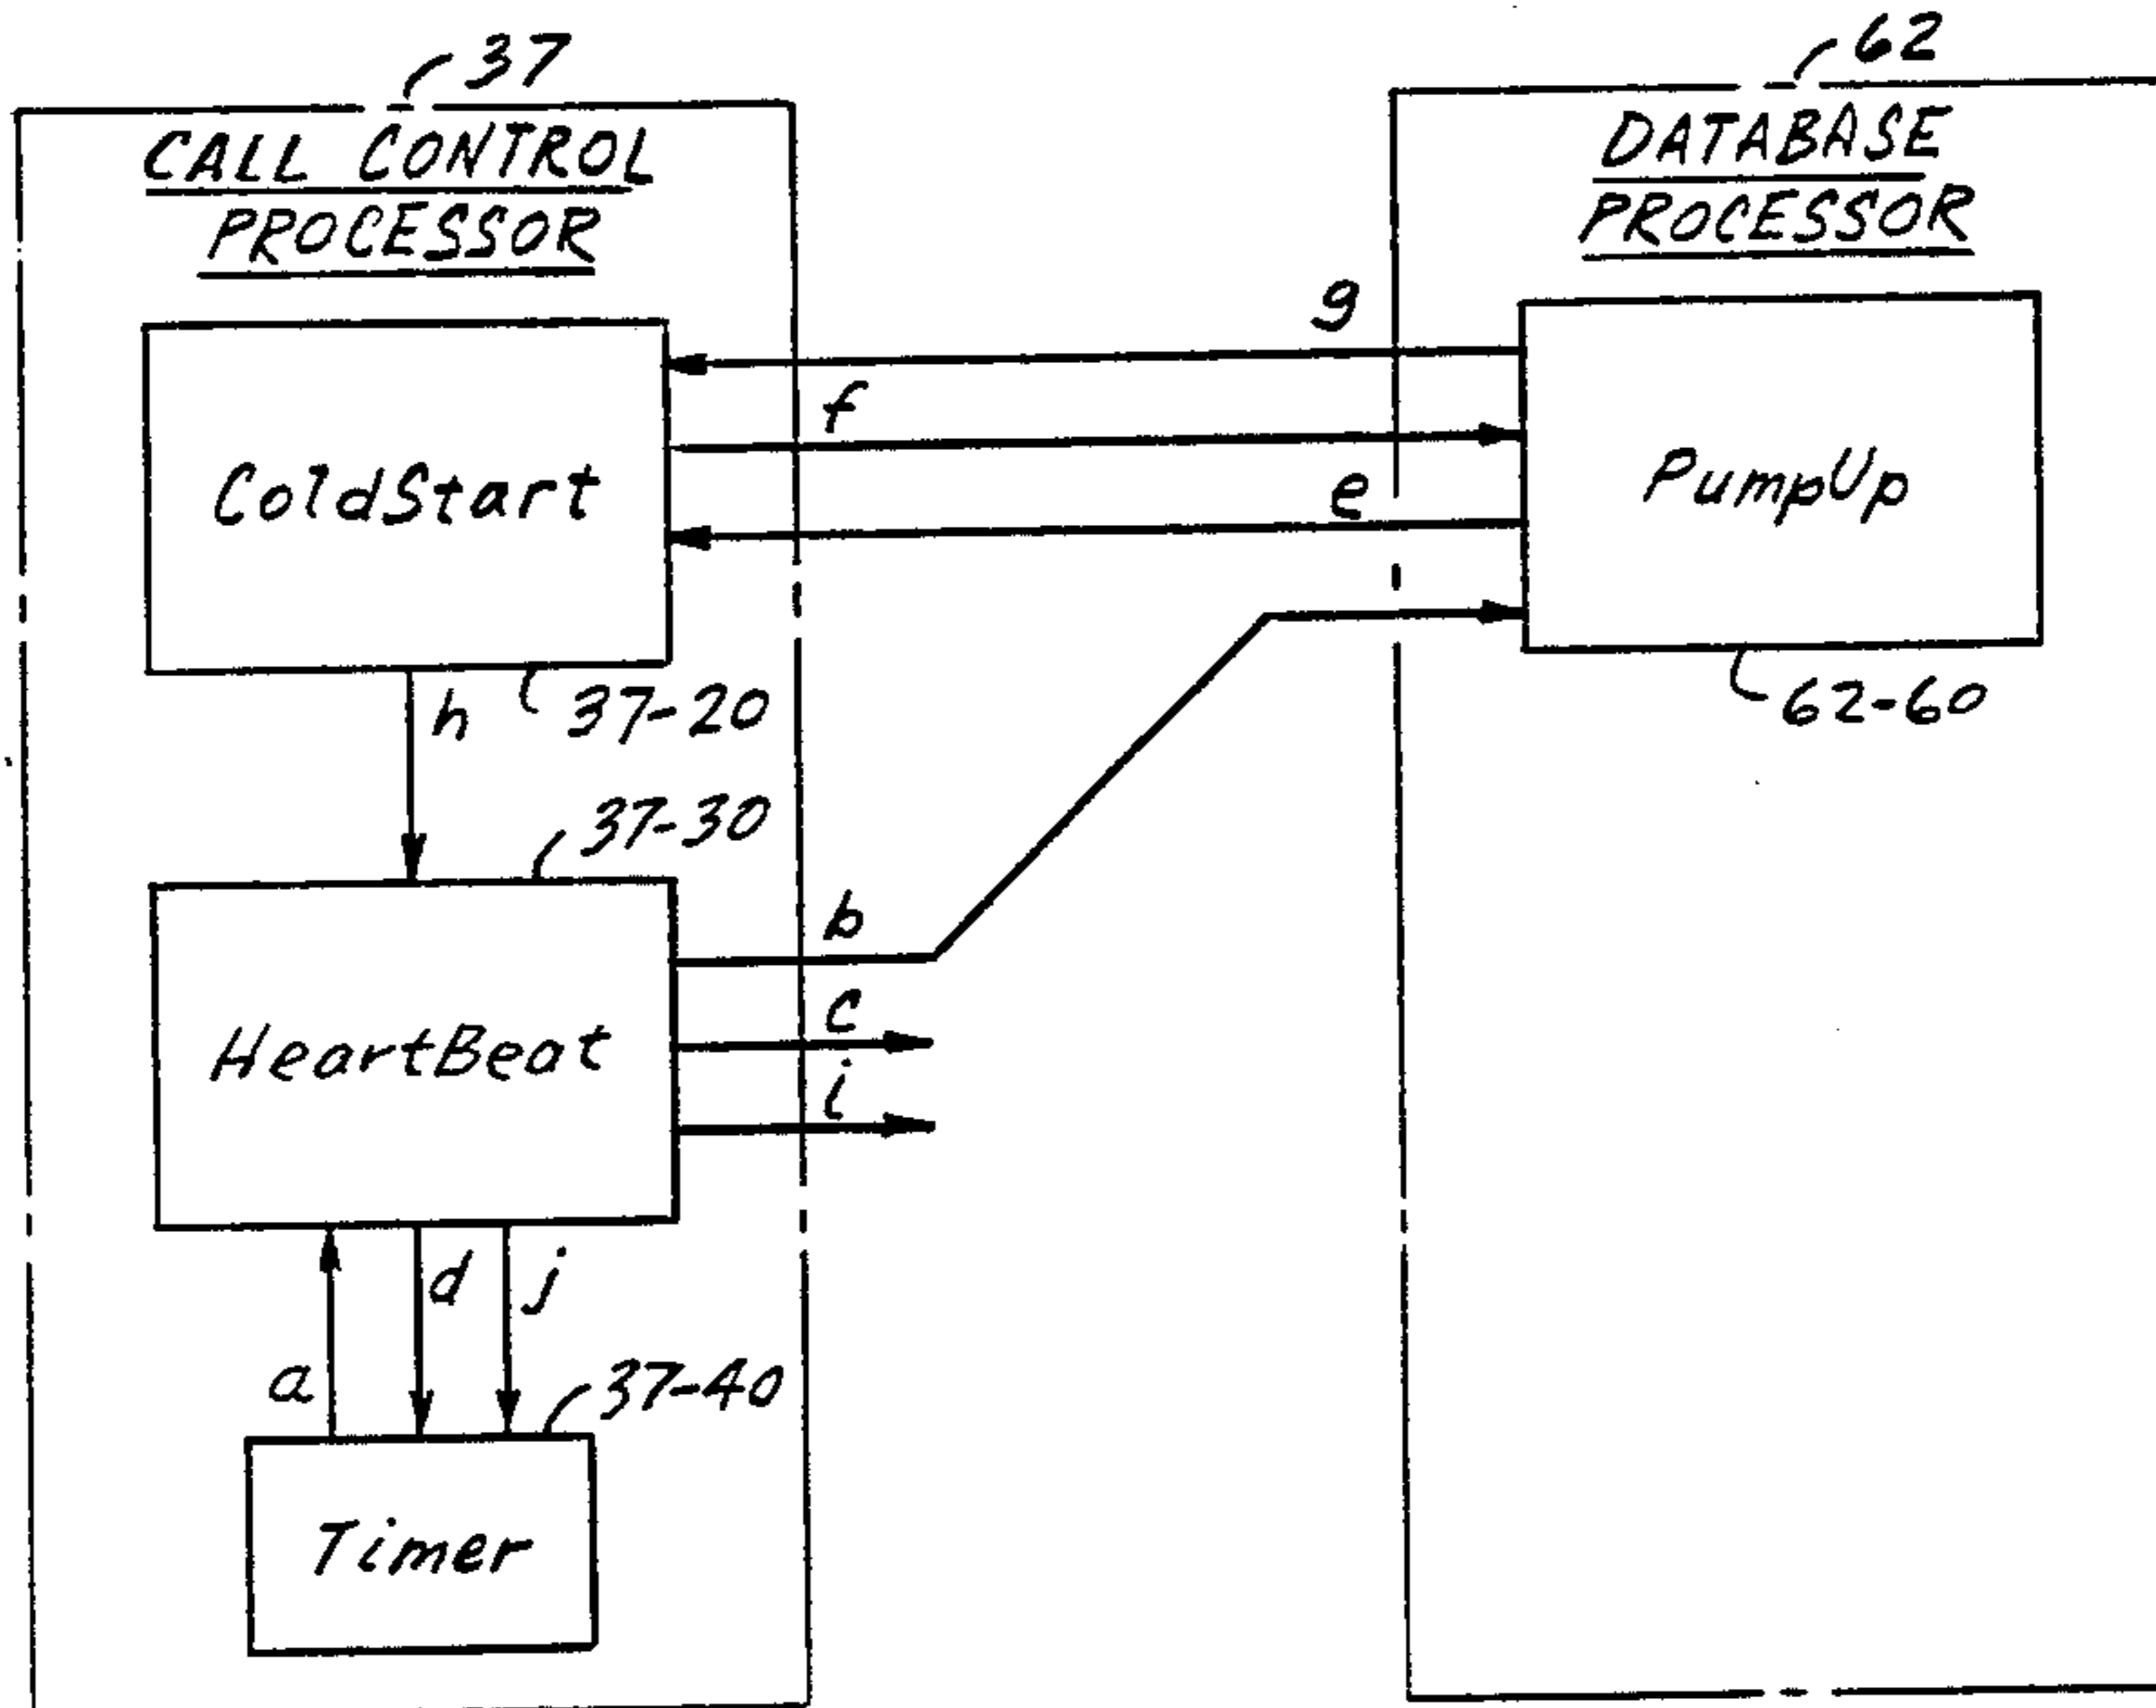 37
62
CALL CONTROL
PROCESSOR
DATABASE
PROCESSOR
g
f
e
ColdStart
PumpUp
h
37-20
62-60
37-30
b
c
i
HeartBeat
d
j
a
37-40
Timer